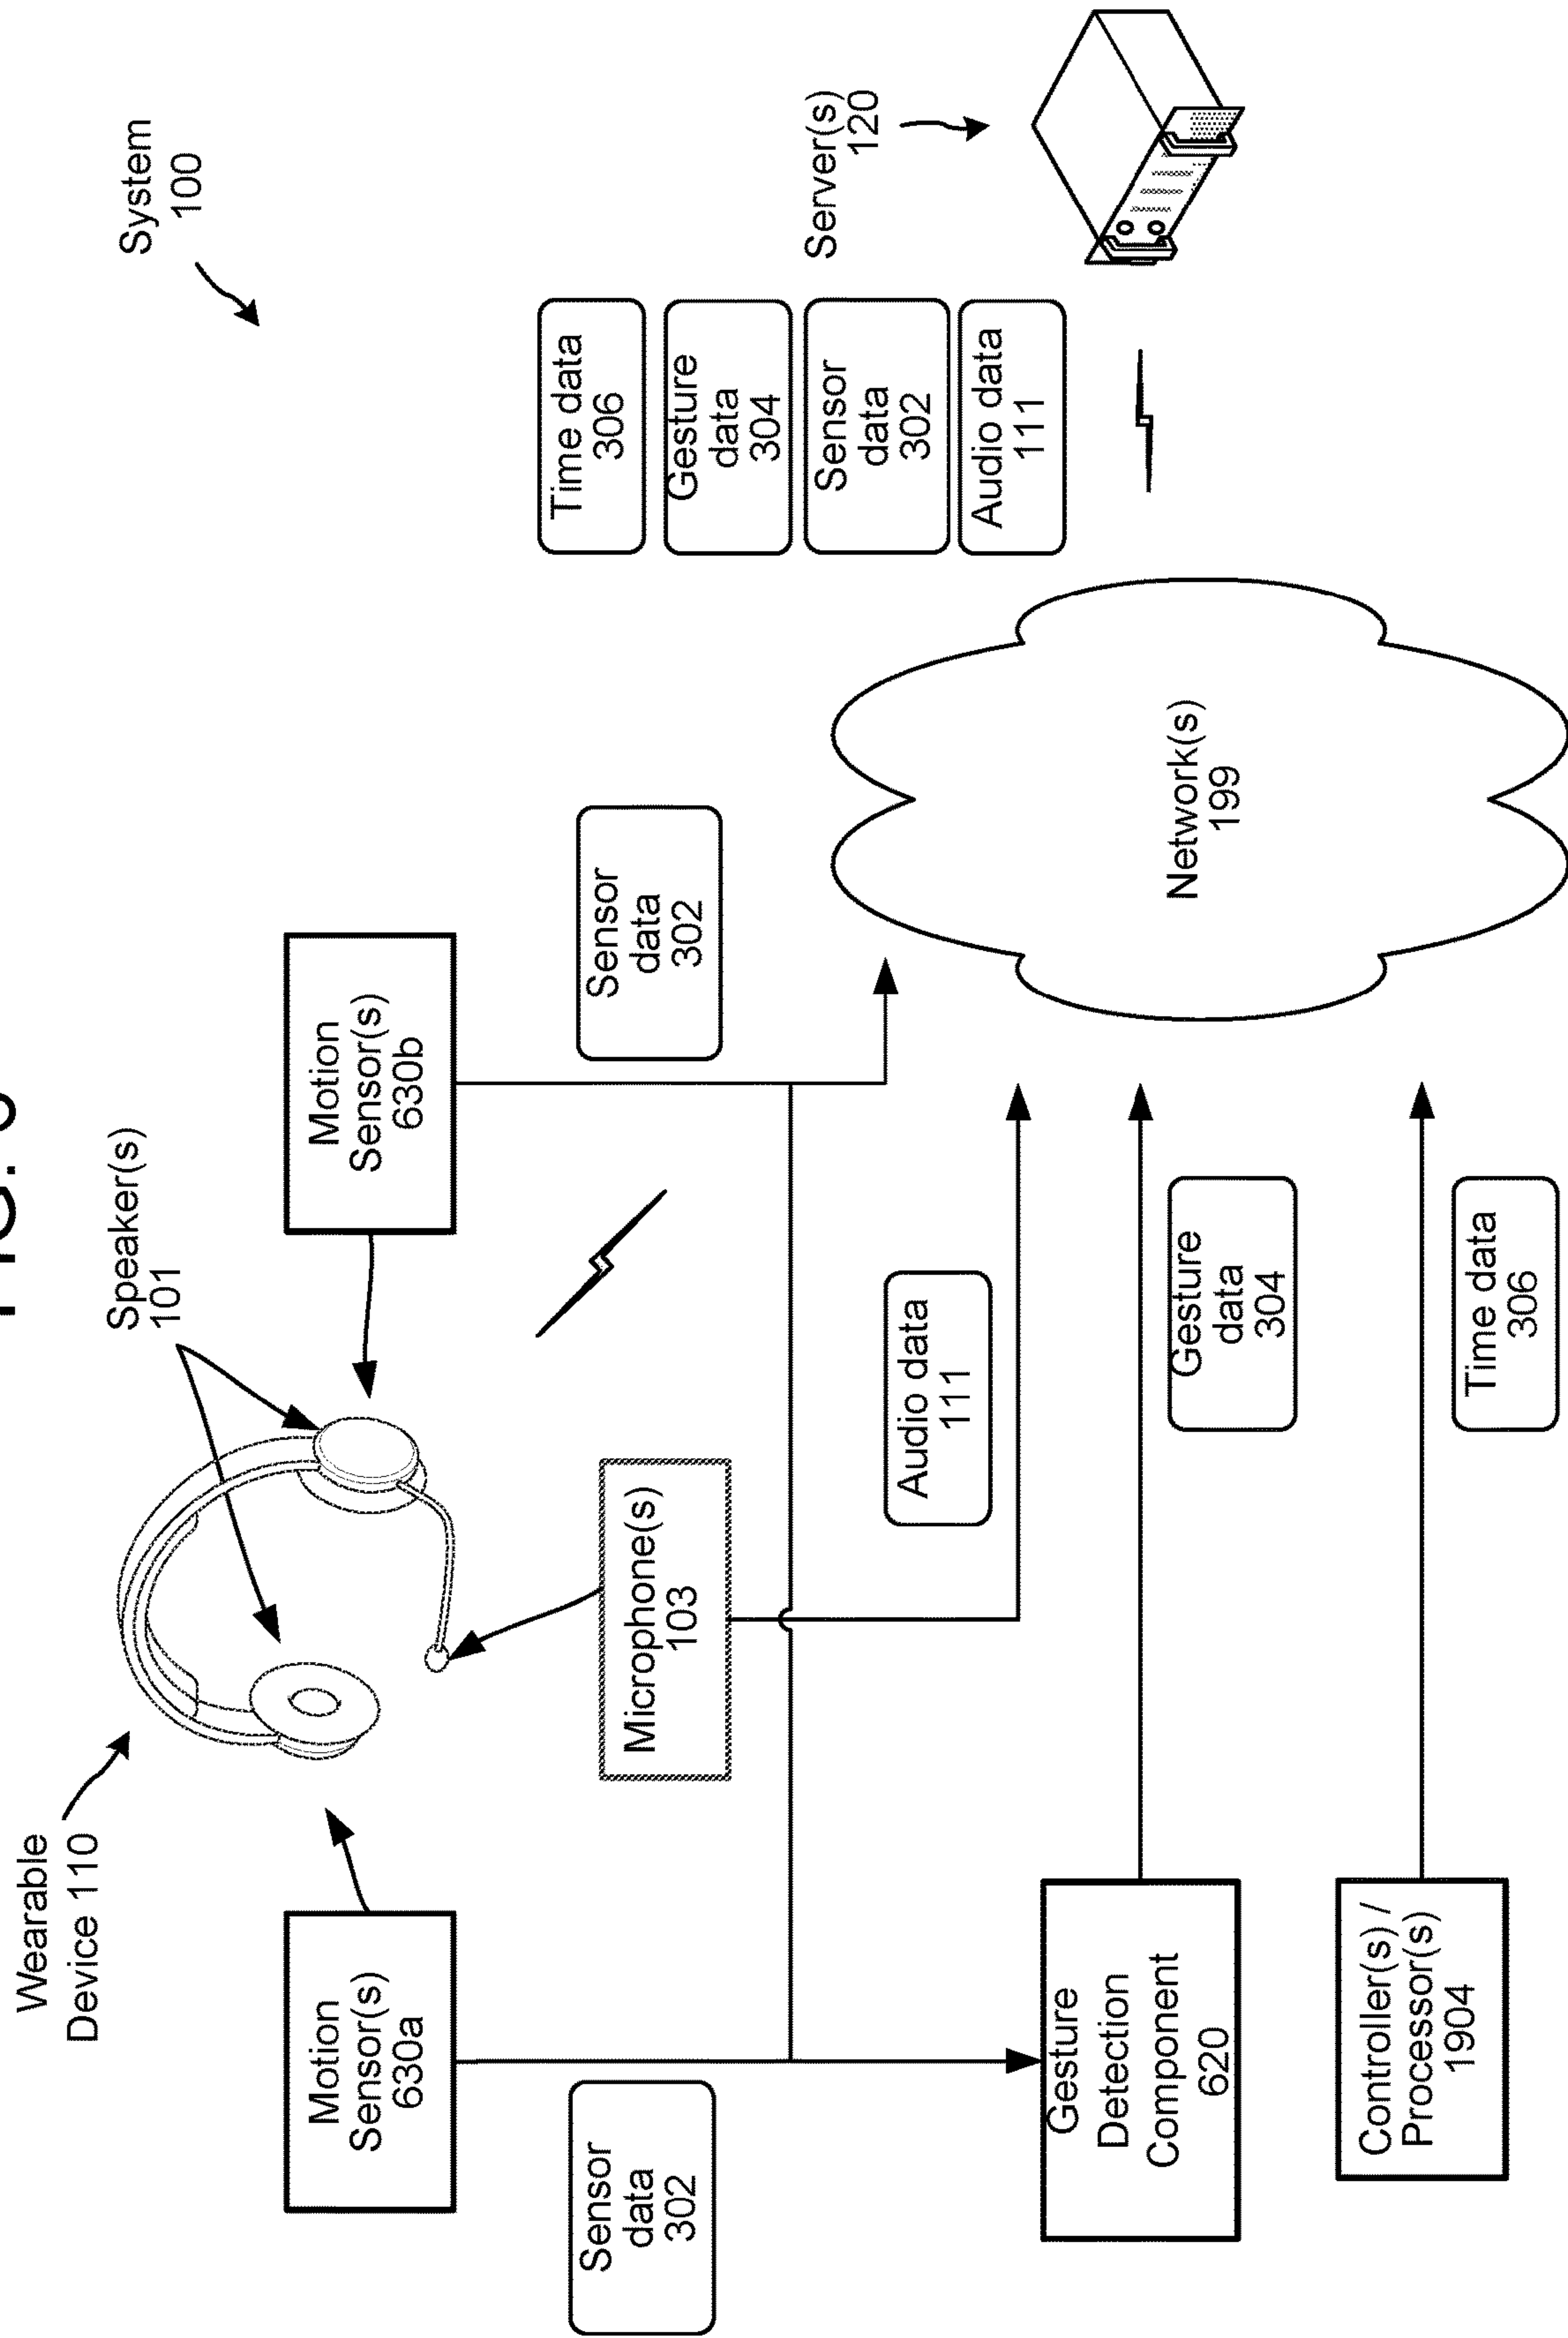 Wearable
Device 110
Speaker(s)
101
System
100
Motion
Sensor(s)
630a
Motion
Sensor(s)
630b
Sensor
data
302
Microphone(s)
103
Sensor
data
302
Time data
306
Gesture
data
304
Sensor
data
302
Audio data
111
Server(s)
120
Audio data
111
Gesture
Detection
Component
620
Gesture
data
304
Network(s)
199
Controller(s) /
Processor(s)
1904
Time data
306